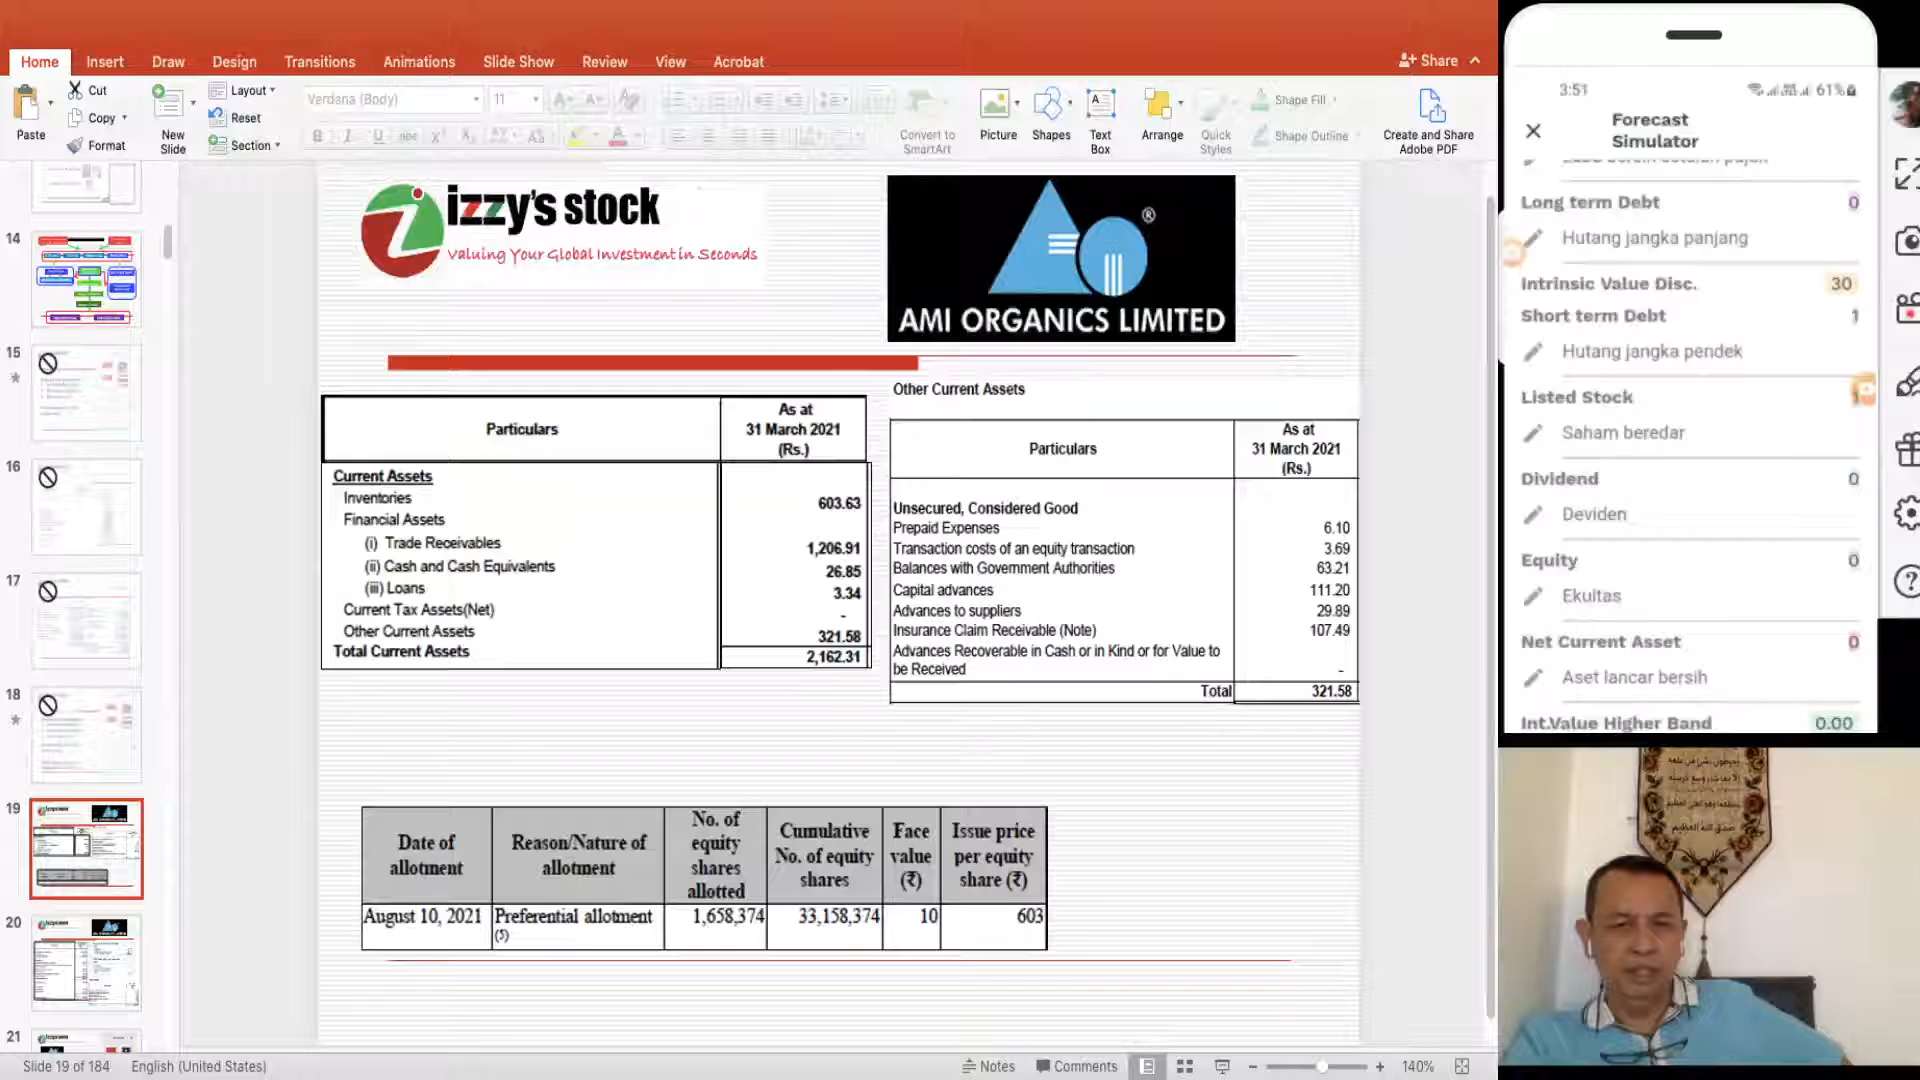 Home Insert Draw Design Transitions Animations Slide Show Review View Acrobat Share
Paste
Cut
Copy
Format
New Slide
Layout
Reset
Section
Verdana (Body) 11
Convert to SmartArt
Picture
Shapes
Text Box
Arrange
Quick Styles
Shape Fill
Shape Outline
Create and Share Adobe PDF
14
15
16
17
18
19
20
21
izzy's stock
Valuing Your Global Investment in Seconds
®
AMI ORGANICS LIMITED
Particulars As at 31 March 2021 (Rs.)
Current Assets
Inventories 603.63
Financial Assets
(i) Trade Receivables 1,206.91
(ii) Cash and Cash Equivalents 26.85
(iii) Loans 3.34
Current Tax Assets(Net) -
Other Current Assets 321.58
Total Current Assets 2,162.31
Other Current Assets
Particulars As at 31 March 2021 (Rs.)
Unsecured, Considered Good
Prepaid Expenses 6.10
Transaction costs of an equity transaction 3.69
Balances with Government Authorities 63.21
Capital advances 111.20
Advances to suppliers 29.89
Insurance Claim Receivable (Note) 107.49
Advances Recoverable in Cash or in Kind or for Value to
be Received -
Total 321.58
Date of allotment Reason/Nature of allotment No. of equity shares allotted Cumulative No. of equity shares Face value (₹) Issue price per equity share (₹)
August 10, 2021 Preferential allotment (5) 1,658,374 33,158,374 10 603
Slide 19 of 184 English (United States) Notes Comments 140%
3:51 61%
Forecast
Simulator
Long term Debt 0
Hutang jangka panjang
Intrinsic Value Disc. 30
Short term Debt 1
Hutang jangka pendek
Listed Stock
Saham beredar
Dividend 0
Deviden
Equity 0
Ekuitas
Net Current Asset 0
Aset lancar bersih
Int.Value Higher Band 0.00